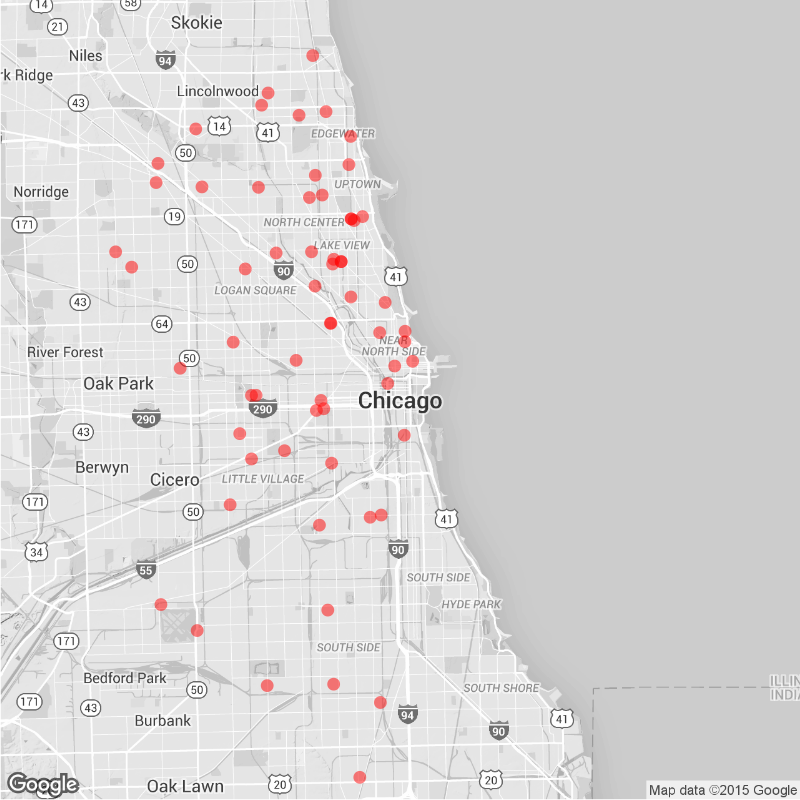 14
58
Skokie
21
Niles
94
rk Ridge
Lincolnwood
43
14
41
EDGEWATER
50
UPTOWN
Norridge
19
171
NORTH CENTER
LAKE VIEW
50
90
41
LOGAN SQUARE
43
64
NEAR
NORTH SIDE
River Forest
50
Oak Park
Chicago
290
290
43
Berwyn
Cicero
LITTLE VILLAGE
171
50
41
34
90
55
SOUTH SIDE
HYDE PARK
171
SOUTH SIDE
Bedford Park
ILLIN
INDIA
171
50
SOUTH SHORE
43
Burbank
94
41
90
Google
Oak Lawn
20
20
Map data ©2015 Google